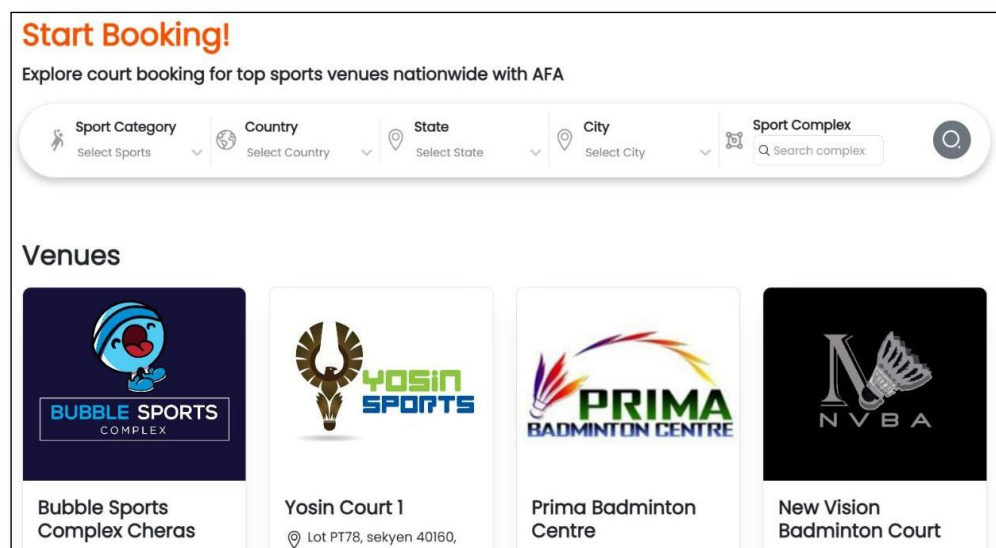 Start Booking!
Explore court booking for top sports venues nationwide with AFA
Sport Category
Select Sports
Country
Select Country
State
Select State
City
Select City
Sport Complex
Search complex
Venues
BUBBLE SPORTS
COMPLEX
YOSIN
SPORTS
PRIMA
BADMINTON CENTRE
N
NVBA
Bubble Sports
Complex Cheras
Yosin Court 1
Lot PT78, sekyen 40160,
Prima Badminton
Centre
New Vision
Badminton Court